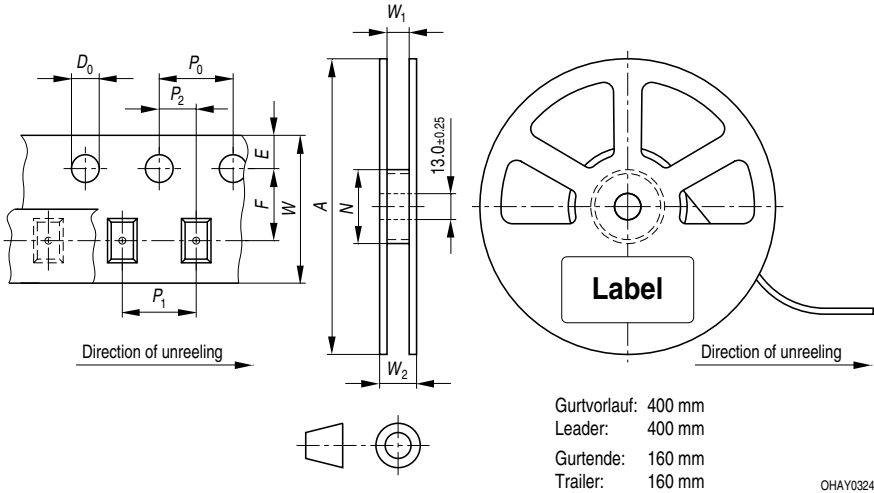 W1
D0
P0
P2
E
F
W
A
N
13.0±0.25
P1
W2
Label
Direction of unreeling
Direction of unreeling
Gurtvorlauf: 400 mm
Leader: 400 mm
Gurtende: 160 mm
Trailer: 160 mm
OHAY0324